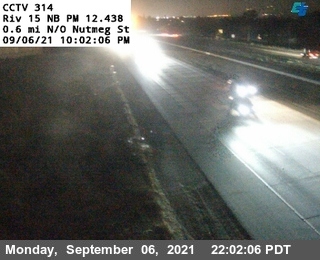 CCTV 314
Riv 15 NB PM 12.438
0.6 mi N/O Nutmeg St
09/06/21 10:02:06 PM
Monday, September 06, 2021 22:02:06 PDT